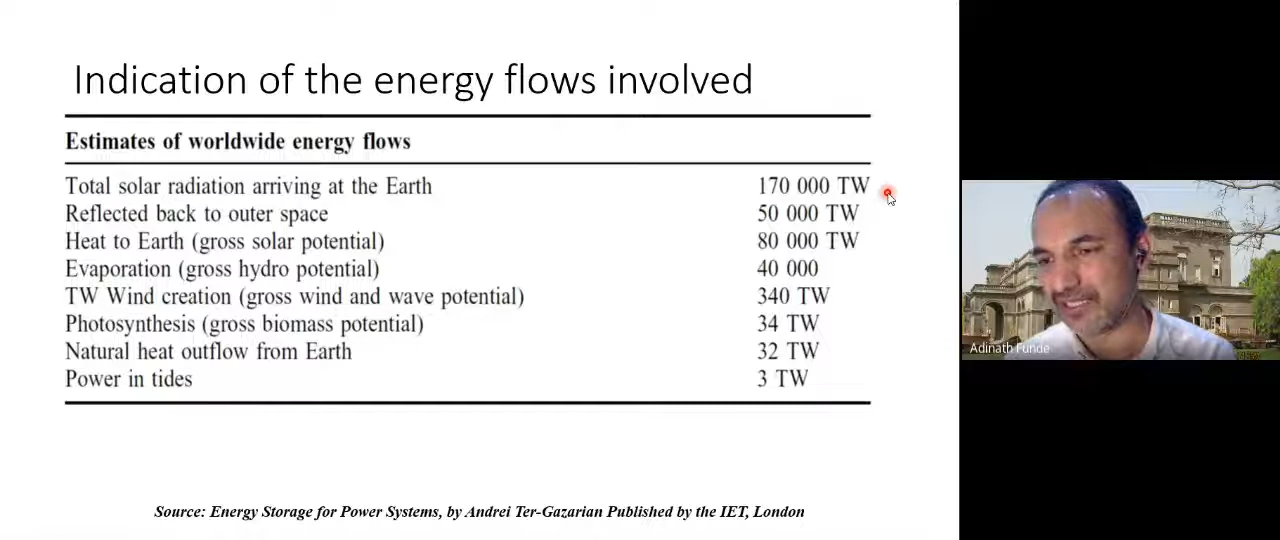 Indication of the energy flows involved
Estimates of worldwide energy flows
Total solar radiation arriving at the Earth 170 000 TW
Reflected back to outer space 50 000 TW
Heat to Earth (gross solar potential) 80 000 TW
Evaporation (gross hydro potential) 40 000
TW Wind creation (gross wind and wave potential) 340 TW
Photosynthesis (gross biomass potential) 34 TW
Natural heat outflow from Earth 32 TW
Power in tides 3 TW
Source: Energy Storage for Power Systems, by Andrei Ter-Gazarian Published by the IET, London
Adinath Funde